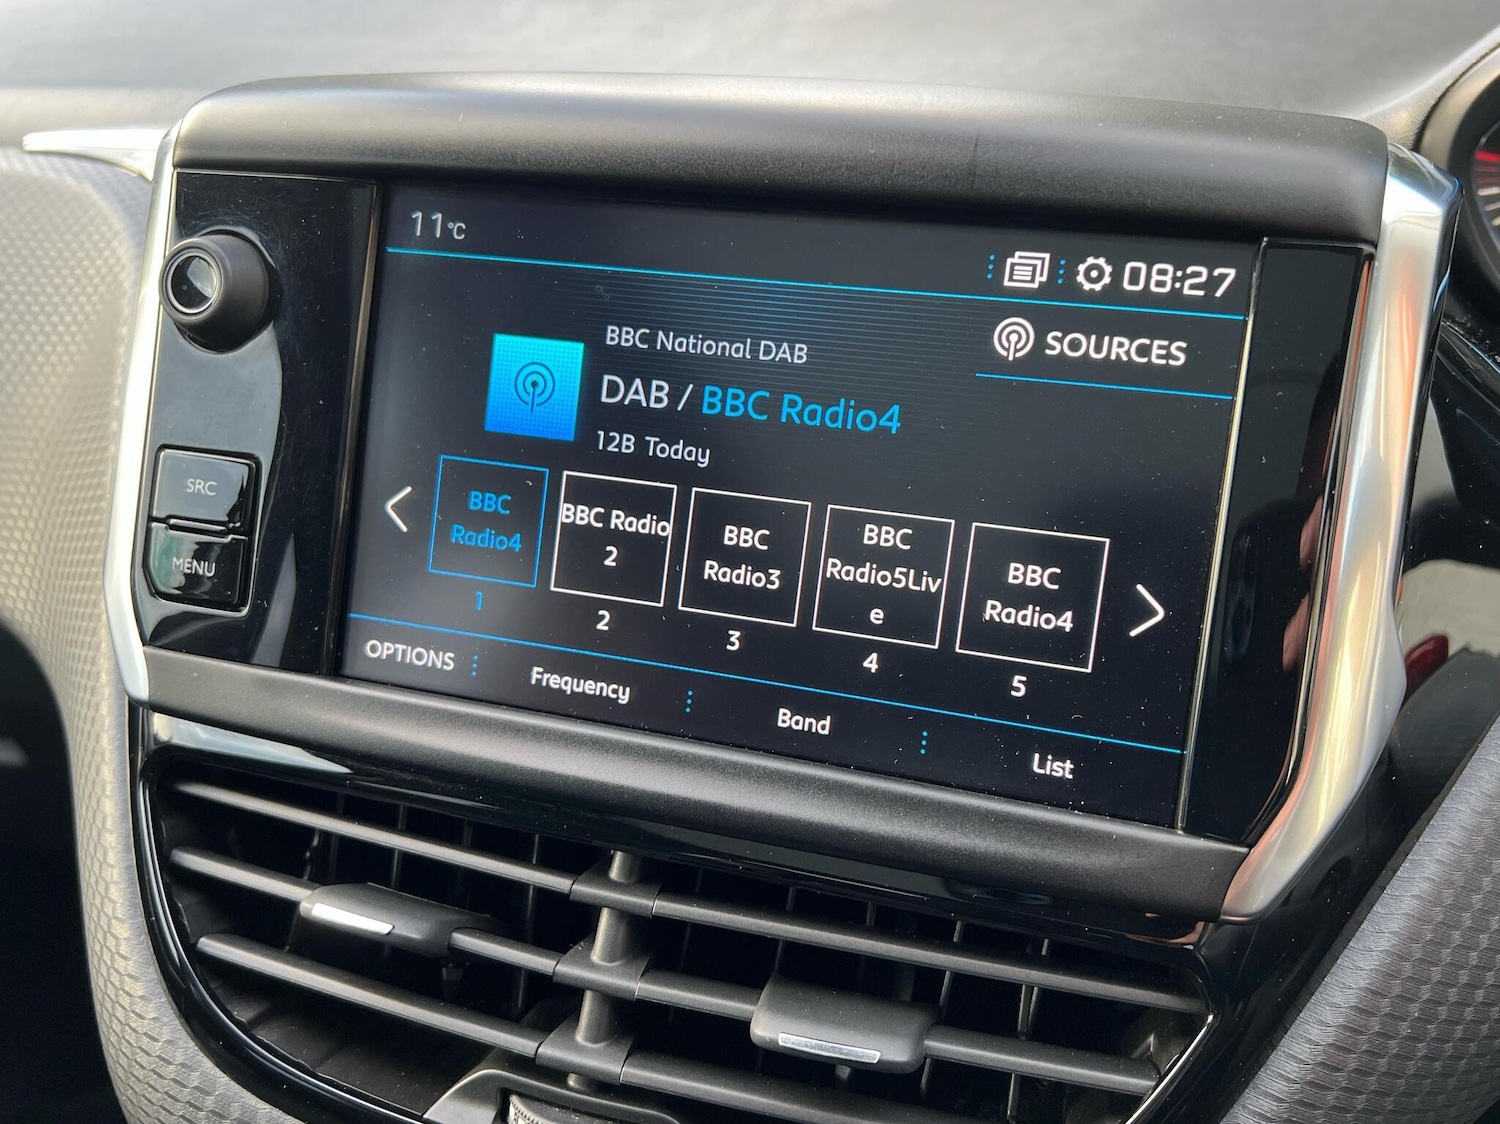 11°C
08:27
BBC National DAB
SOURCES
DAB / BBC Radio4
12B Today
BBC
Radio4
1
BBC Radio
2
2
BBC
Radio3
3
BBC
Radio5Liv
e
4
BBC
Radio4
5
OPTIONS
Frequency
Band
List
SRC
MENU